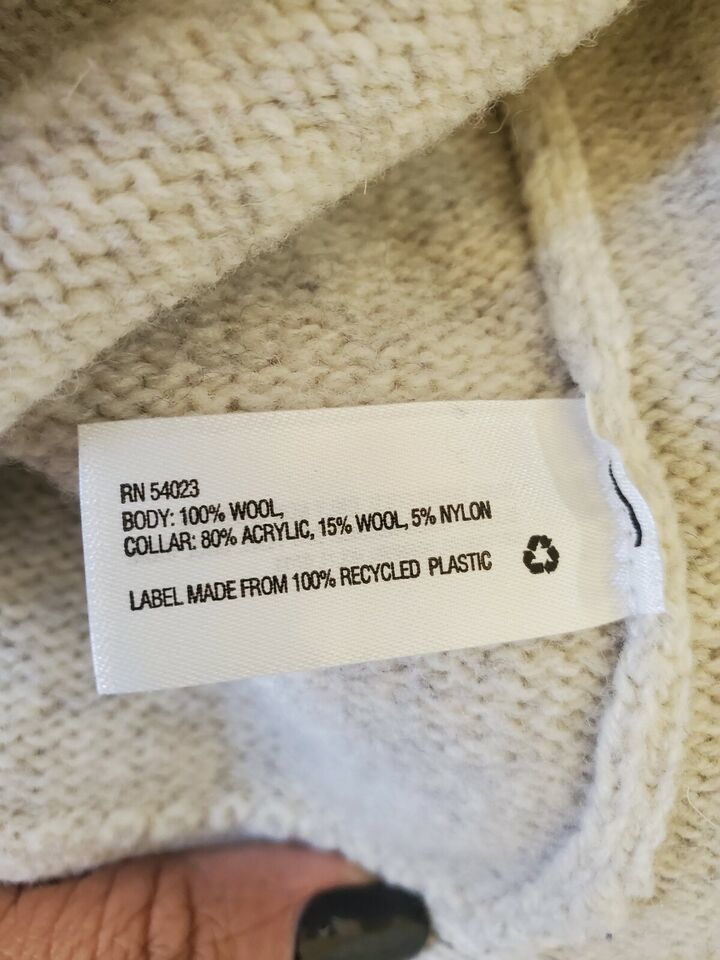 RN 54023
BODY: 100% WOOL,
COLLAR: 80% ACRYLIC, 15% WOOL, 5% NYLON
LABEL MADE FROM 100% RECYCLED PLASTIC